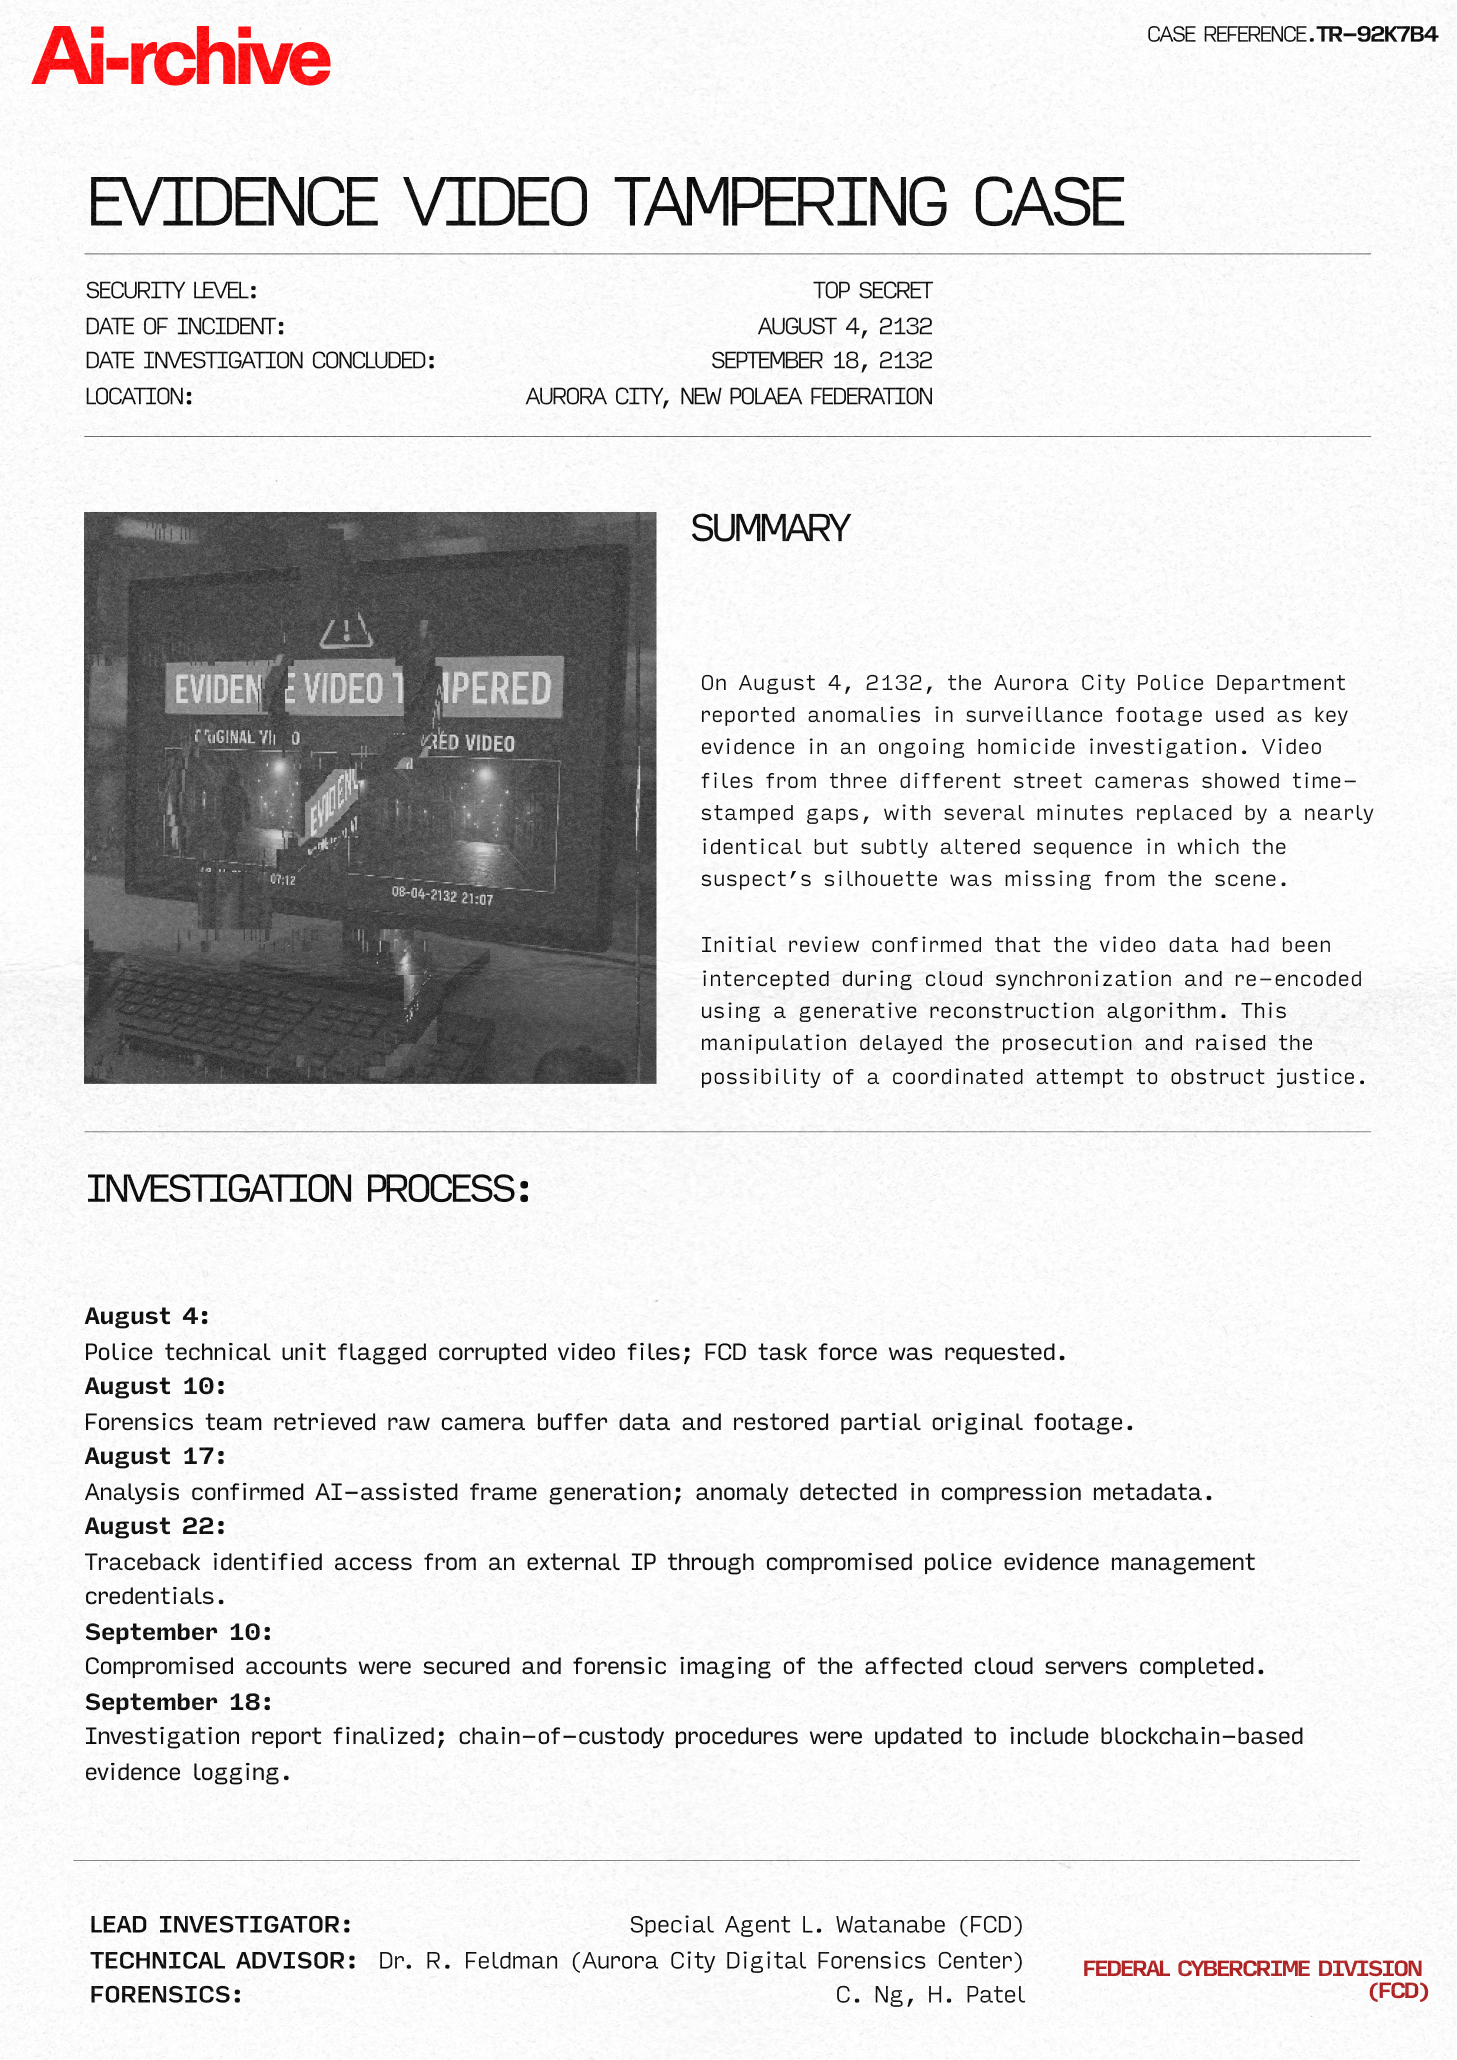 Ai-rchive
CASE REFERENCE.TR-92K7B4
EVIDENCE VIDEO TAMPERING CASE
SECURITY LEVEL: TOP SECRET
DATE OF INCIDENT: AUGUST 4, 2132
DATE INVESTIGATION CONCLUDED: SEPTEMBER 18, 2132
LOCATION: AURORA CITY, NEW POLAEA FEDERATION
EVIDEN E VIDEO T MPERED
GINAL VI O
RED VIDEO
07:12
08-04-2132 21:07
SUMMARY
On August 4, 2132, the Aurora City Police Department
reported anomalies in surveillance footage used as key
evidence in an ongoing homicide investigation. Video
files from three different street cameras showed time-
stamped gaps, with several minutes replaced by a nearly
identical but subtly altered sequence in which the
suspect’s silhouette was missing from the scene.
Initial review confirmed that the video data had been
intercepted during cloud synchronization and re-encoded
using a generative reconstruction algorithm. This
manipulation delayed the prosecution and raised the
possibility of a coordinated attempt to obstruct justice.
INVESTIGATION PROCESS:
August 4:
Police technical unit flagged corrupted video files; FCD task force was requested.
August 10:
Forensics team retrieved raw camera buffer data and restored partial original footage.
August 17:
Analysis confirmed AI-assisted frame generation; anomaly detected in compression metadata.
August 22:
Traceback identified access from an external IP through compromised police evidence management
credentials.
September 10:
Compromised accounts were secured and forensic imaging of the affected cloud servers completed.
September 18:
Investigation report finalized; chain-of-custody procedures were updated to include blockchain-based
evidence logging.
LEAD INVESTIGATOR: Special Agent L. Watanabe (FCD)
TECHNICAL ADVISOR: Dr. R. Feldman (Aurora City Digital Forensics Center)
FORENSICS: C. Ng, H. Patel
FEDERAL CYBERCRIME DIVISION
(FCD)